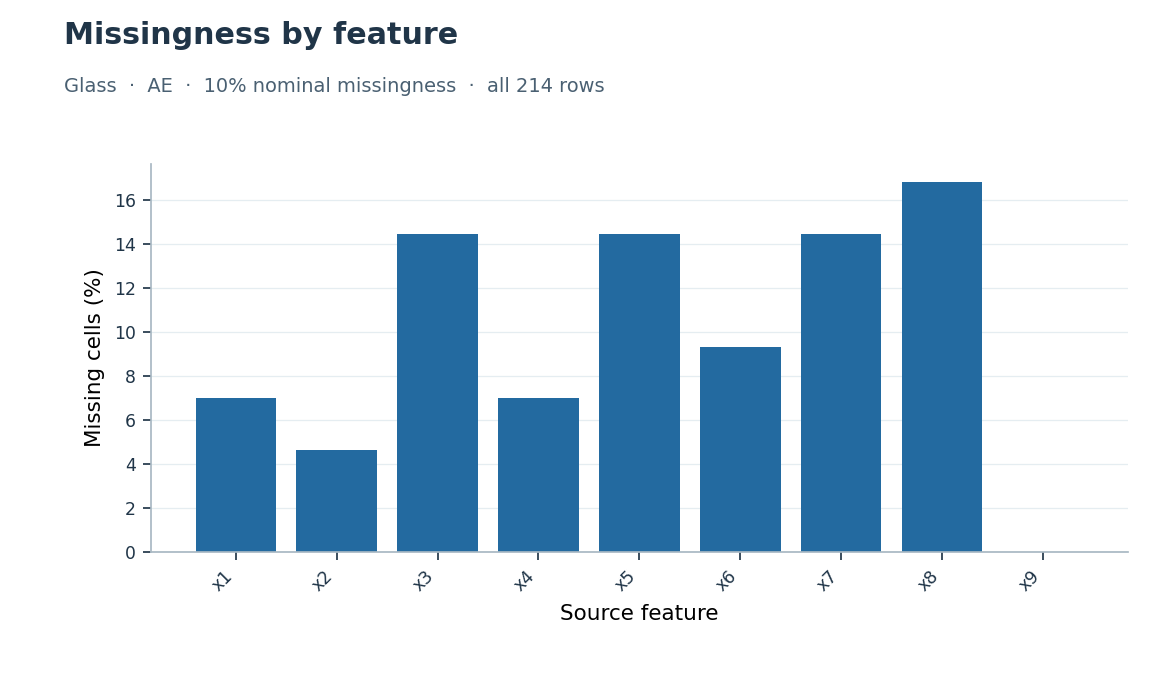 Missingness by feature
Glass · AE · 10% nominal missingness · all 214 rows
Missing cells (%)
16
14
12
10
8
6
4
2
0
x1 x2 x3 x4 x5 x6 x7 x8 x9
Source feature